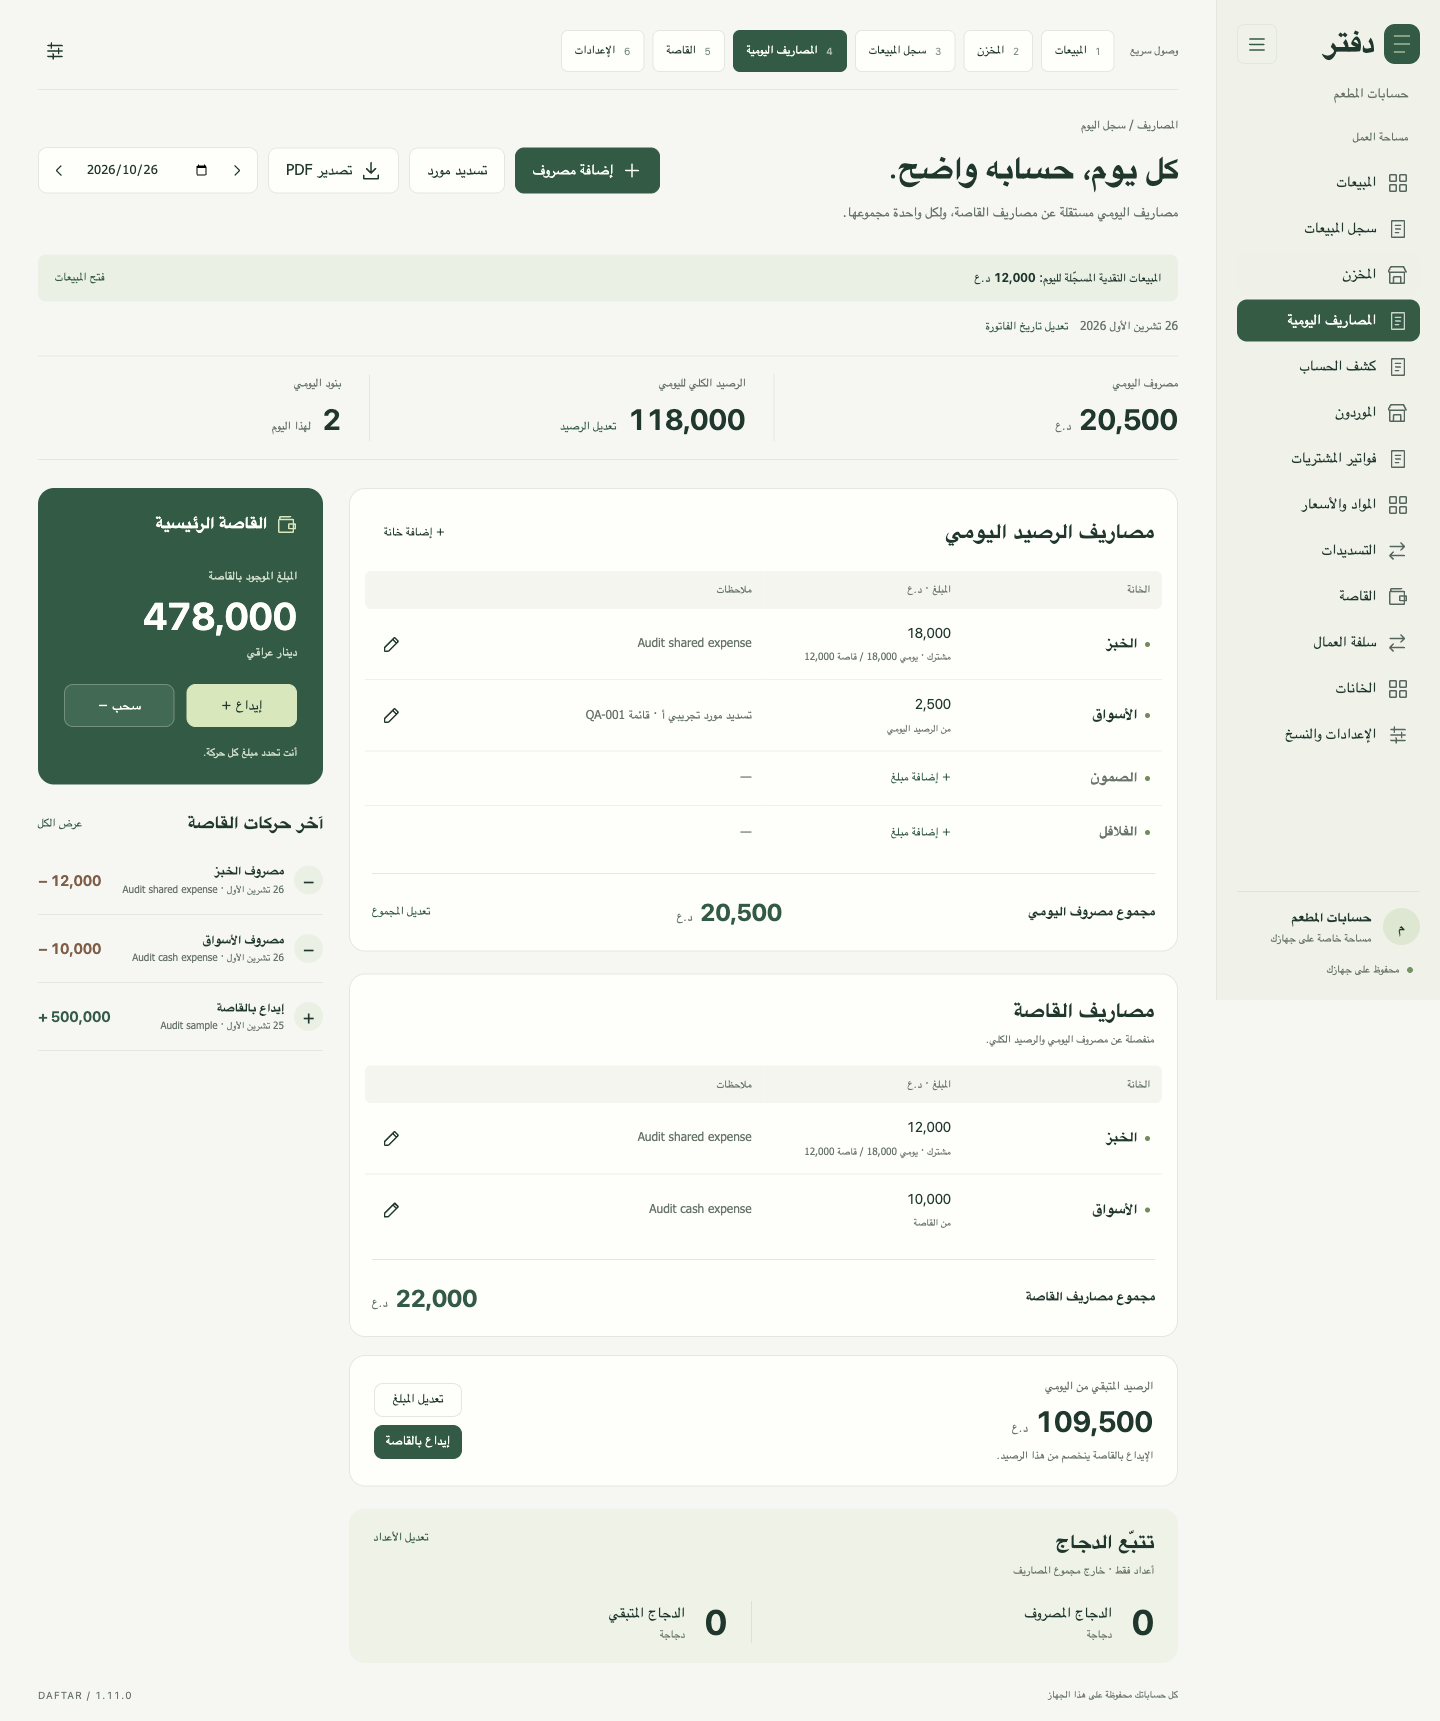 دفتر
حسابات المطعم
مساحة العمل
المبيعات
سجل المبيعات
المخزن
المصاريف اليومية
كشف الحساب
الموردون
فواتير المشتريات
المواد والأسعار
التسديدات
القاصة
سلفة العمال
الخانات
الإعدادات والنسخ
م
حسابات المطعم
مساحة خاصة على جهازك
محفوظ على جهازك
وصول سريع
1 المبيعات
2 المخزن
3 سجل المبيعات
4 المصاريف اليومية
5 القاصة
6 الإعدادات
المصاريف / سجل اليوم
كل يوم، حسابه واضح.
إضافة مصروف
تسديد مورد
تصدير PDF
2026/10/26
مصاريف اليومي مستقلة عن مصاريف القاصة، ولكل واحدة مجموعها.
المبيعات النقدية المسجّلة لليوم: 12,000 د.ع
فتح المبيعات
26 تشرين الأول 2026 تعديل تاريخ الفاتورة
مصروف اليومي
20,500 د.ع
الرصيد الكلي لليومي
118,000 تعديل الرصيد
بنود اليومي
2 لهذا اليوم
مصاريف الرصيد اليومي
+ إضافة خانة
الخانة
المبلغ · د.ع
ملاحظات
الخبز
18,000
مشترك · يومي 18,000 / قاصة 12,000
Audit shared expense
الأسواق
2,500
من الرصيد اليومي
تسديد مورد تجريبي أ · قائمة QA-001
الصمون
+ إضافة مبلغ
—
الفلافل
+ إضافة مبلغ
—
مجموع مصروف اليومي
20,500 د.ع
تعديل المجموع
مصاريف القاصة
منفصلة عن مصروف اليومي والرصيد الكلي.
الخانة
المبلغ · د.ع
ملاحظات
الخبز
12,000
مشترك · يومي 18,000 / قاصة 12,000
Audit shared expense
الأسواق
10,000
من القاصة
Audit cash expense
مجموع مصاريف القاصة
22,000 د.ع
الرصيد المتبقي من اليومي
109,500 د.ع
الإيداع بالقاصة ينخصم من هذا الرصيد.
تعديل المبلغ
إيداع بالقاصة
تتبّع الدجاج
أعداد فقط · خارج مجموع المصاريف
تعديل الأعداد
0
الدجاج المصروف
دجاجة
0
الدجاج المتبقي
دجاجة
القاصة الرئيسية
المبلغ الموجود بالقاصة
478,000
دينار عراقي
إيداع +
سحب −
أنت تحدد مبلغ كل حركة.
آخر حركات القاصة
عرض الكل
−
مصروف الخبز
26 تشرين الأول · Audit shared expense
− 12,000
−
مصروف الأسواق
26 تشرين الأول · Audit cash expense
− 10,000
+
إيداع بالقاصة
25 تشرين الأول · Audit sample
+ 500,000
كل حساباتك محفوظة على هذا الجهاز
DAFTAR / 1.11.0